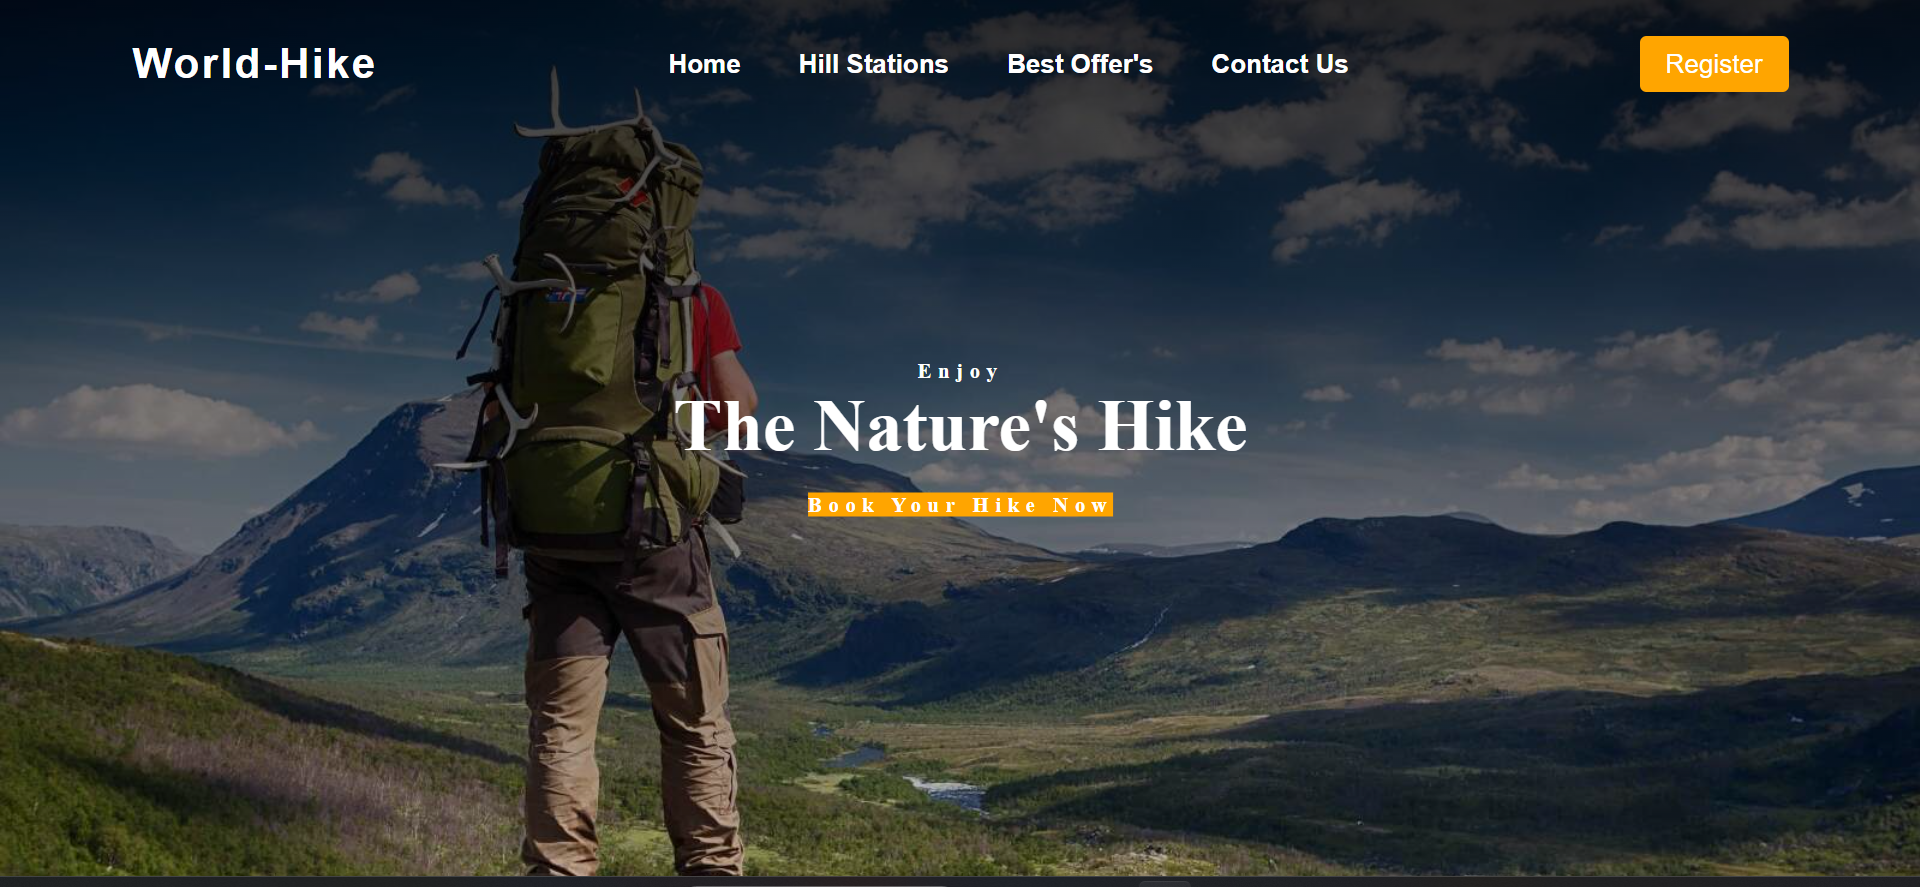 World-Hike
Home
Hill Stations
Best Offer's
Contact Us
Register
Enjoy
The Nature's Hike
Book Your Hike Now